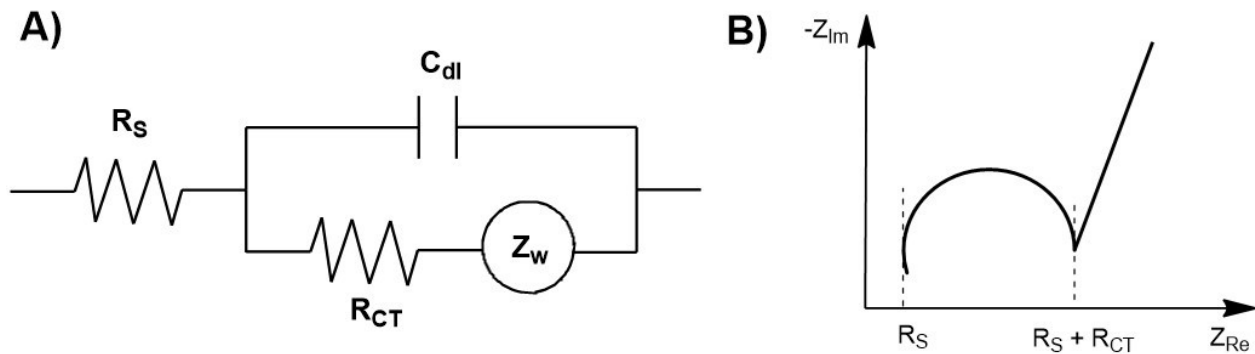 A)
C_dl
R_S
Z_W
R_CT
B)
-Z_Im
R_S
R_S + R_CT
Z_Re